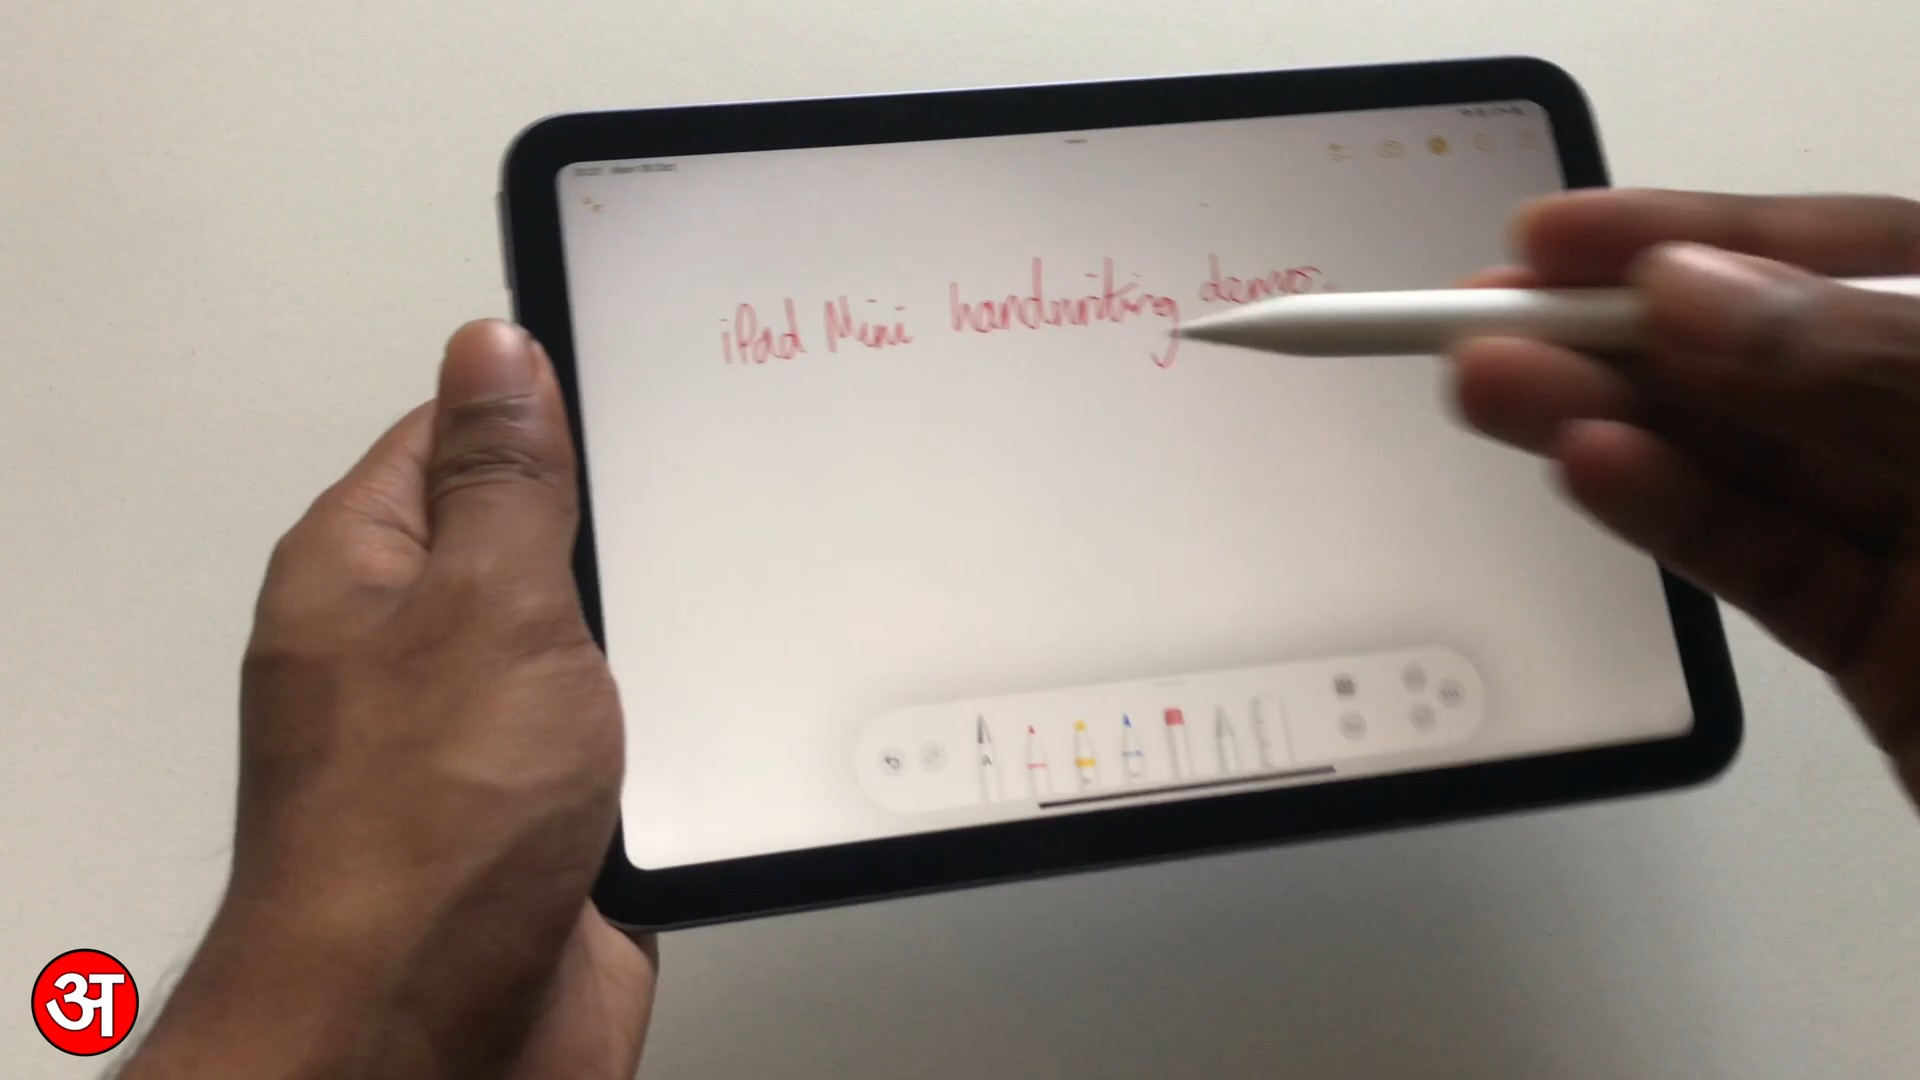 iPad Mini handwriting demo.
A
अ